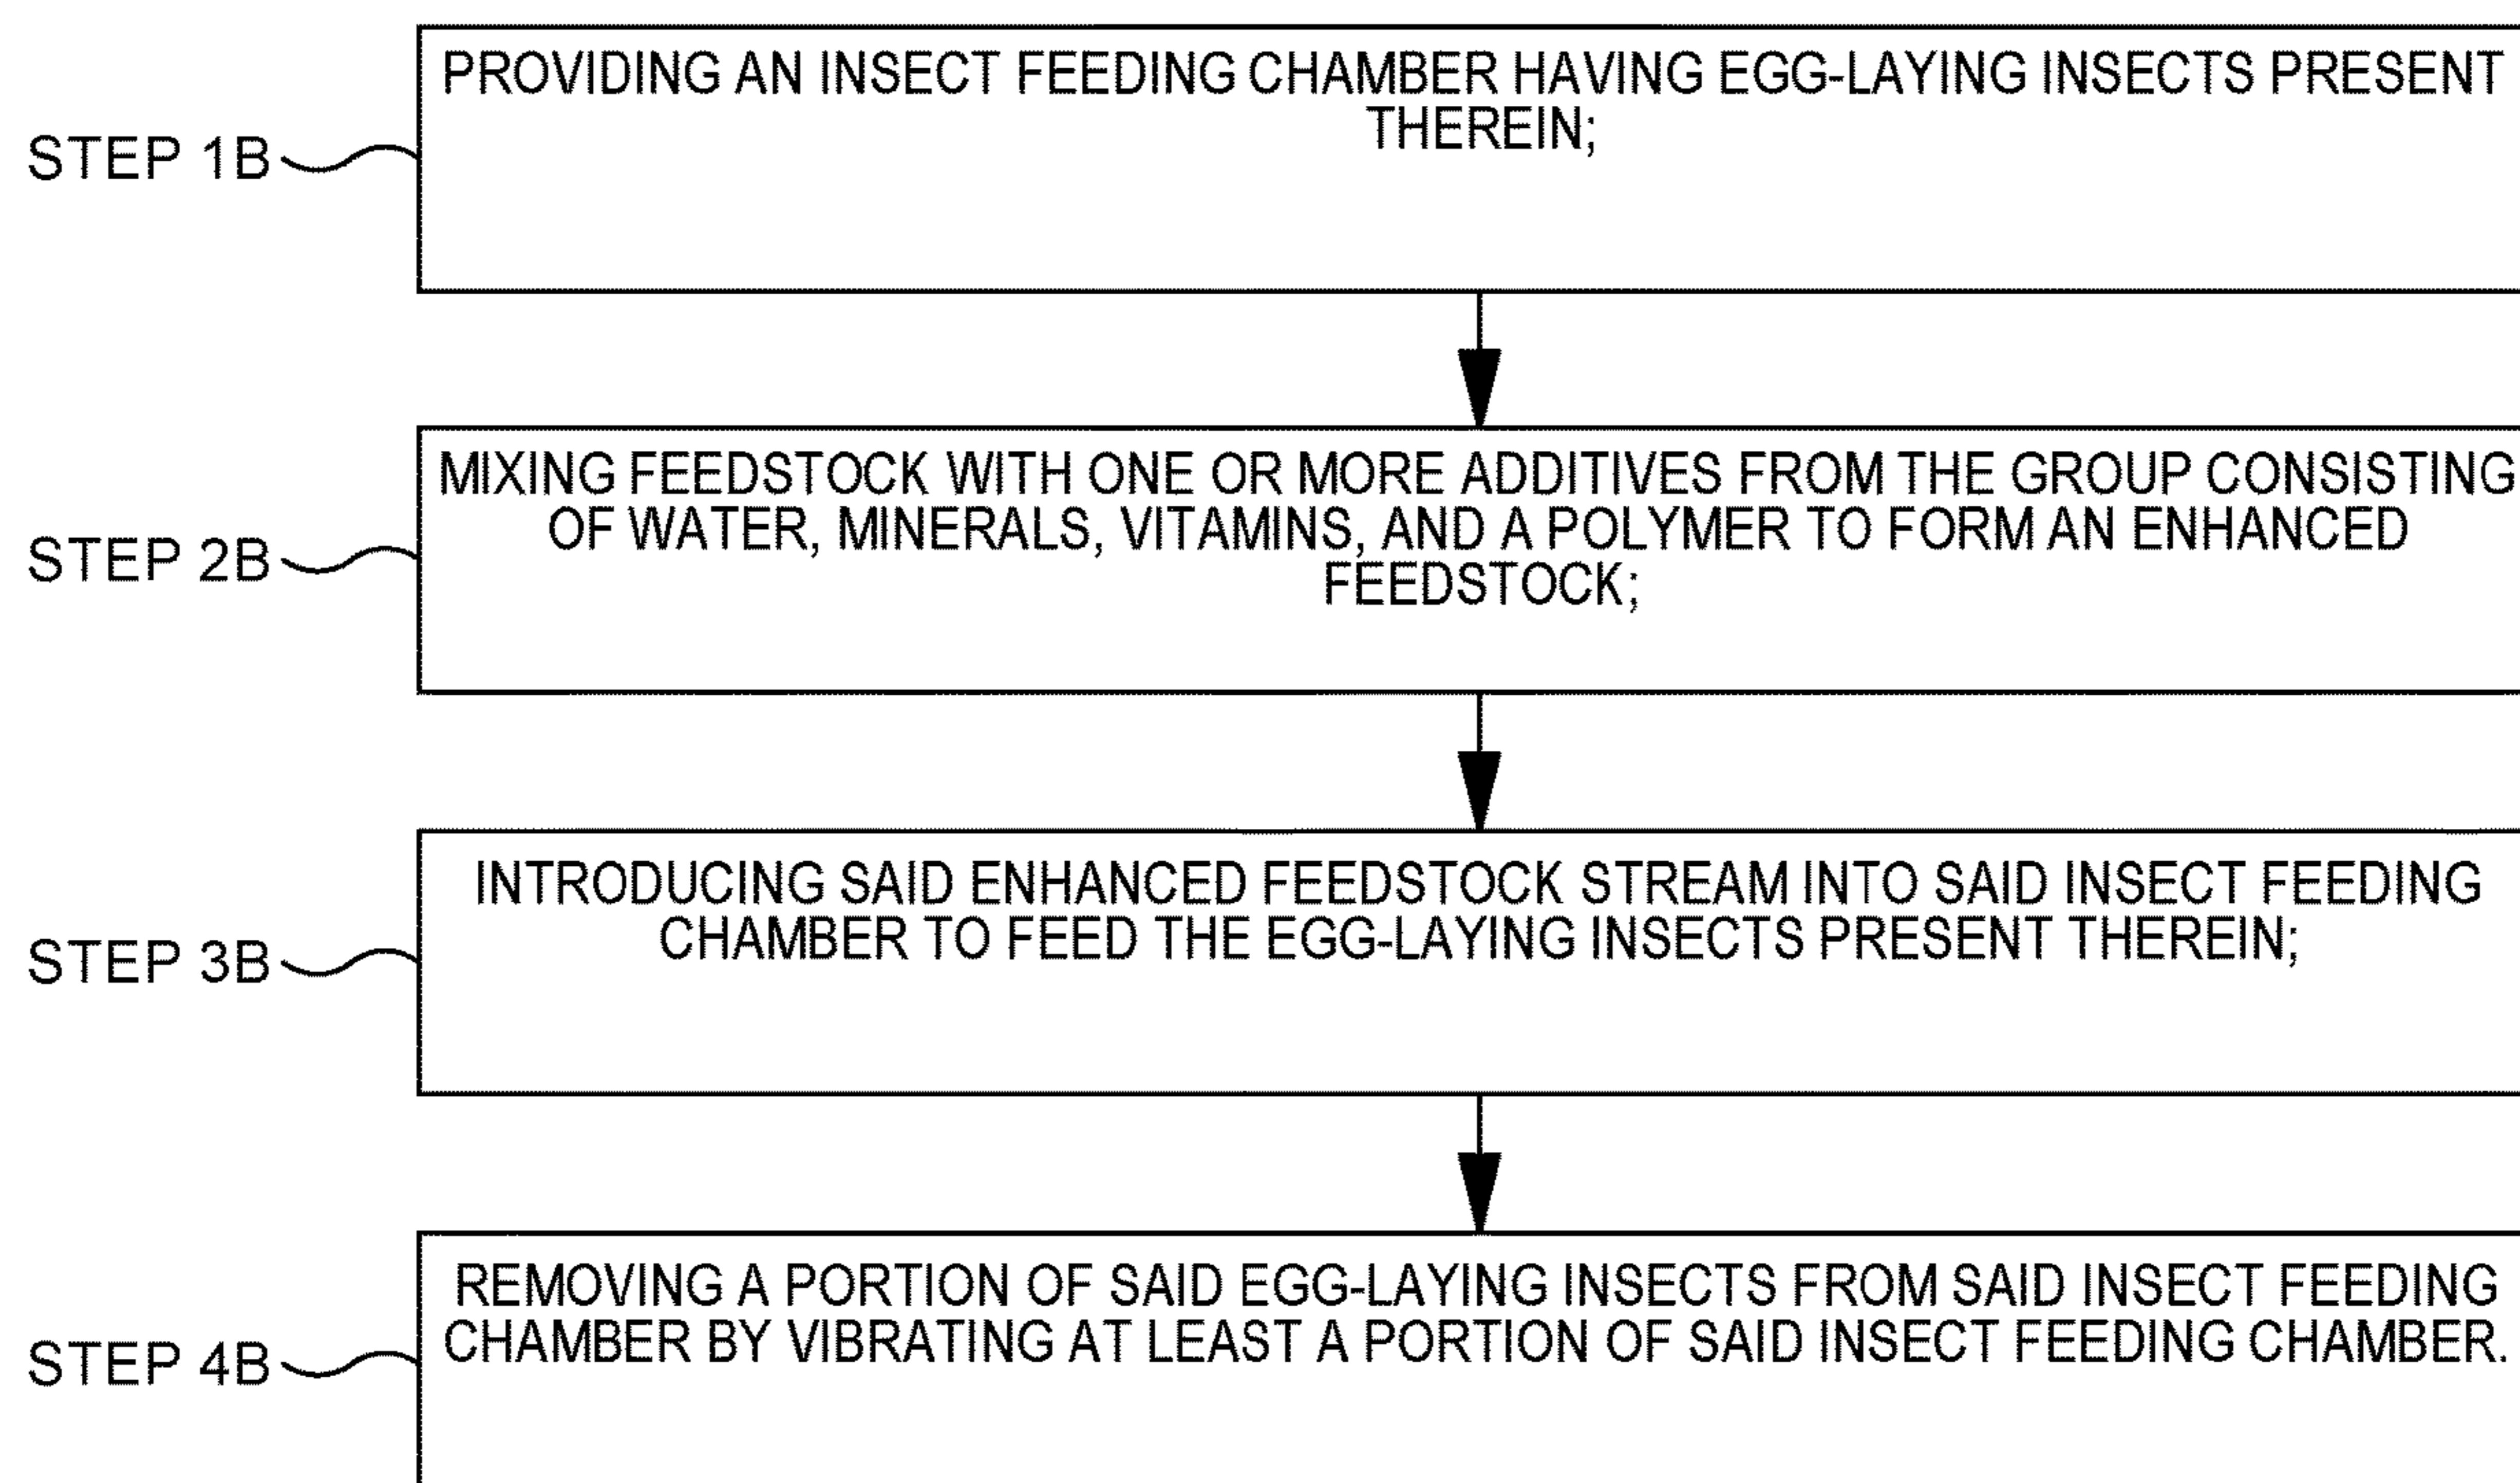 PROVIDING AN INSECT FEEDING CHAMBER HAVING EGG-LAYING INSECTS PRESENT
THEREIN;
STEP 1B
MIXING FEEDSTOCK WITH ONE OR MORE ADDITIVES FROM THE GROUP CONSISTING
OF WATER, MINERALS, VITAMINS, AND A POLYMER TO FORM AN ENHANCED
FEEDSTOCK;
STEP 2B
INTRODUCING SAID ENHANCED FEEDSTOCK STREAM INTO SAID INSECT FEEDING
CHAMBER TO FEED THE EGG-LAYING INSECTS PRESENT THEREIN;
STEP 3B
REMOVING A PORTION OF SAID EGG-LAYING INSECTS FROM SAID INSECT FEEDING
CHAMBER BY VIBRATING AT LEAST A PORTION OF SAID INSECT FEEDING CHAMBER.
STEP 4B